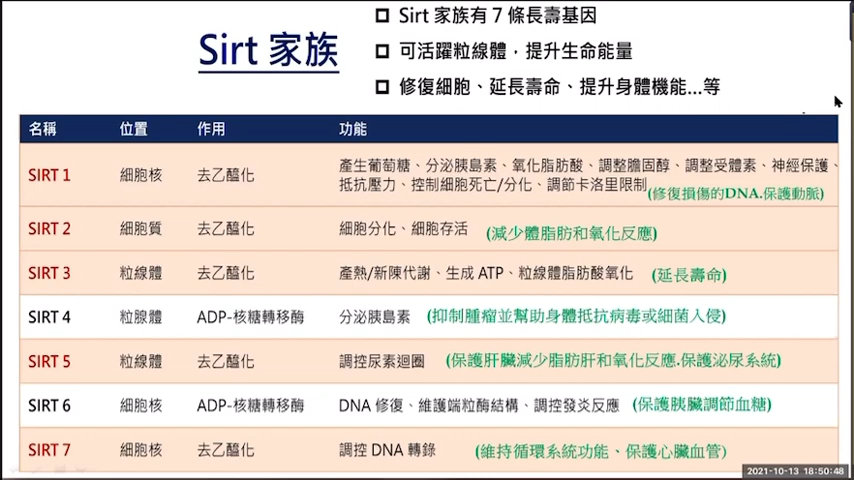 Sirt 家族
Sirt 家族有 7 條長壽基因
可活躍粒線體，提升生命能量
修復細胞、延長壽命、提升身體機能...等
名稱 位置 作用 功能
SIRT 1 細胞核 去乙醯化 產生葡萄糖、分泌胰島素、氧化脂肪酸、調整膽固醇、調整受體素、神經保護、
抵抗壓力、控制細胞死亡/分化、調節卡洛里限制 (修復損傷的DNA.保護動脈)
SIRT 2 細胞質 去乙醯化 細胞分化、細胞存活 (減少體脂肪和氧化反應)
SIRT 3 粒線體 去乙醯化 產熱/新陳代謝、生成 ATP、粒線體脂肪酸氧化 (延長壽命)
SIRT 4 粒腺體 ADP-核糖轉移酶 分泌胰島素 (抑制腫瘤並幫助身體抵抗病毒或細菌入侵)
SIRT 5 粒線體 去乙醯化 調控尿素迴圈 (保護肝臟減少脂肪肝和氧化反應.保護泌尿系統)
SIRT 6 細胞核 ADP-核糖轉移酶 DNA 修復、維護端粒酶結構、調控發炎反應 (保護胰臟調節血糖)
SIRT 7 細胞核 去乙醯化 調控 DNA 轉錄 (維持循環系統功能、保護心臟血管)
2021-10-13 18:50:48